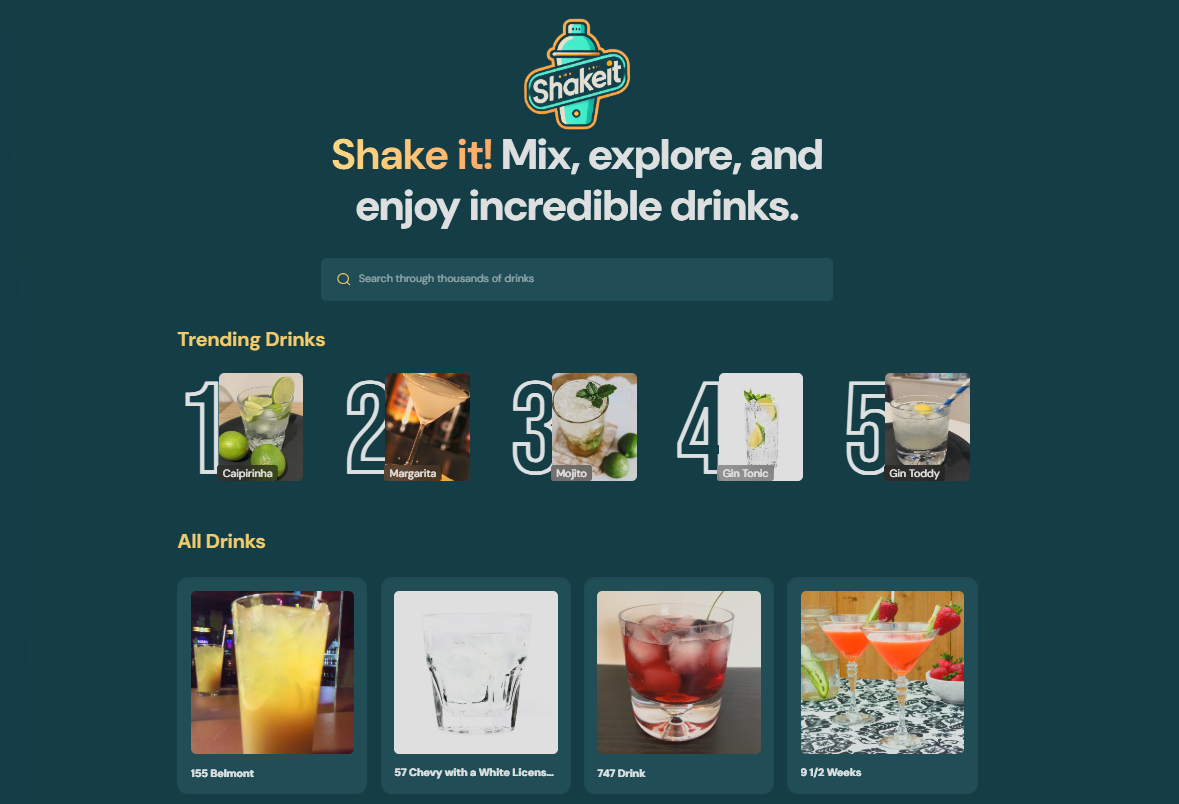 Shakeit
Shake it! Mix, explore, and
enjoy incredible drinks.
Search through thousands of drinks
Trending Drinks
1
Caipirinha
2
Margarita
3
Mojito
4
Gin Tonic
5
Gin Toddy
All Drinks
155 Belmont
57 Chevy with a White Licens...
747 Drink
9 1/2 Weeks